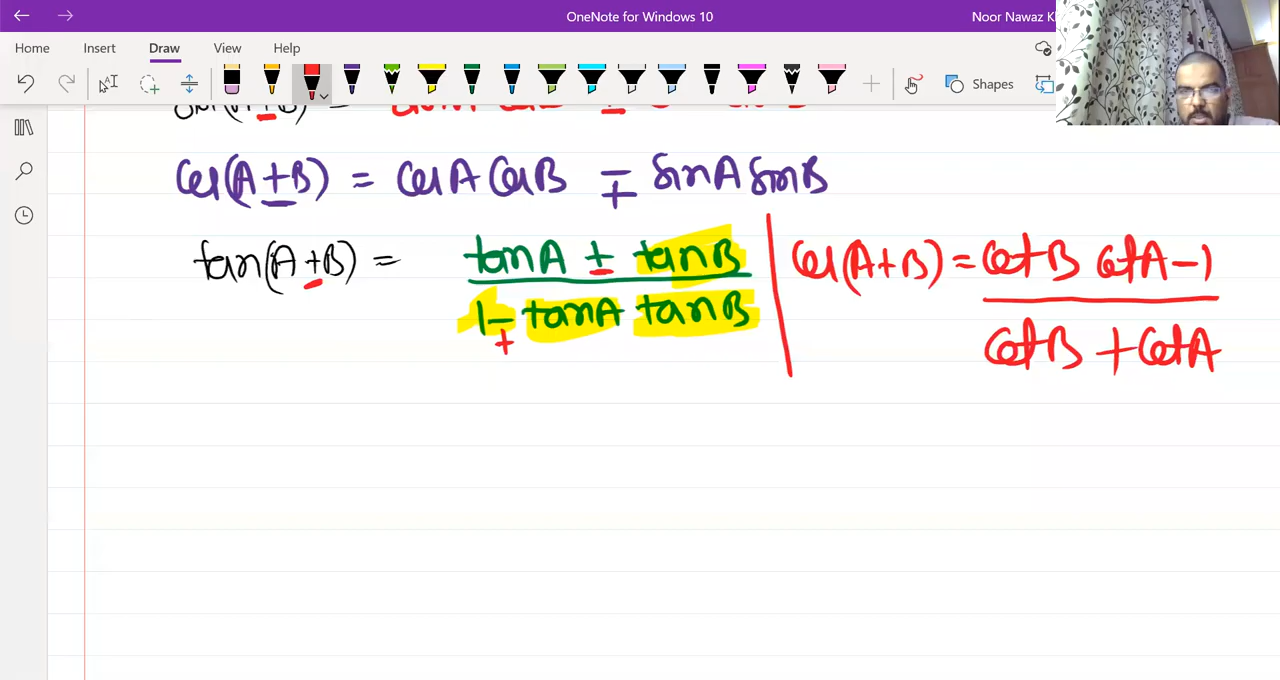 OneNote for Windows 10
Noor Nawaz Kh
Home Insert Draw View Help
Shapes
cos(A±B) = cosA cosB ∓ sinA sinB
tan(A±B) = tanA ± tanB
1 ∓ tanA tanB
cot(A+B) = cotB cotA - 1
cotB + cotA